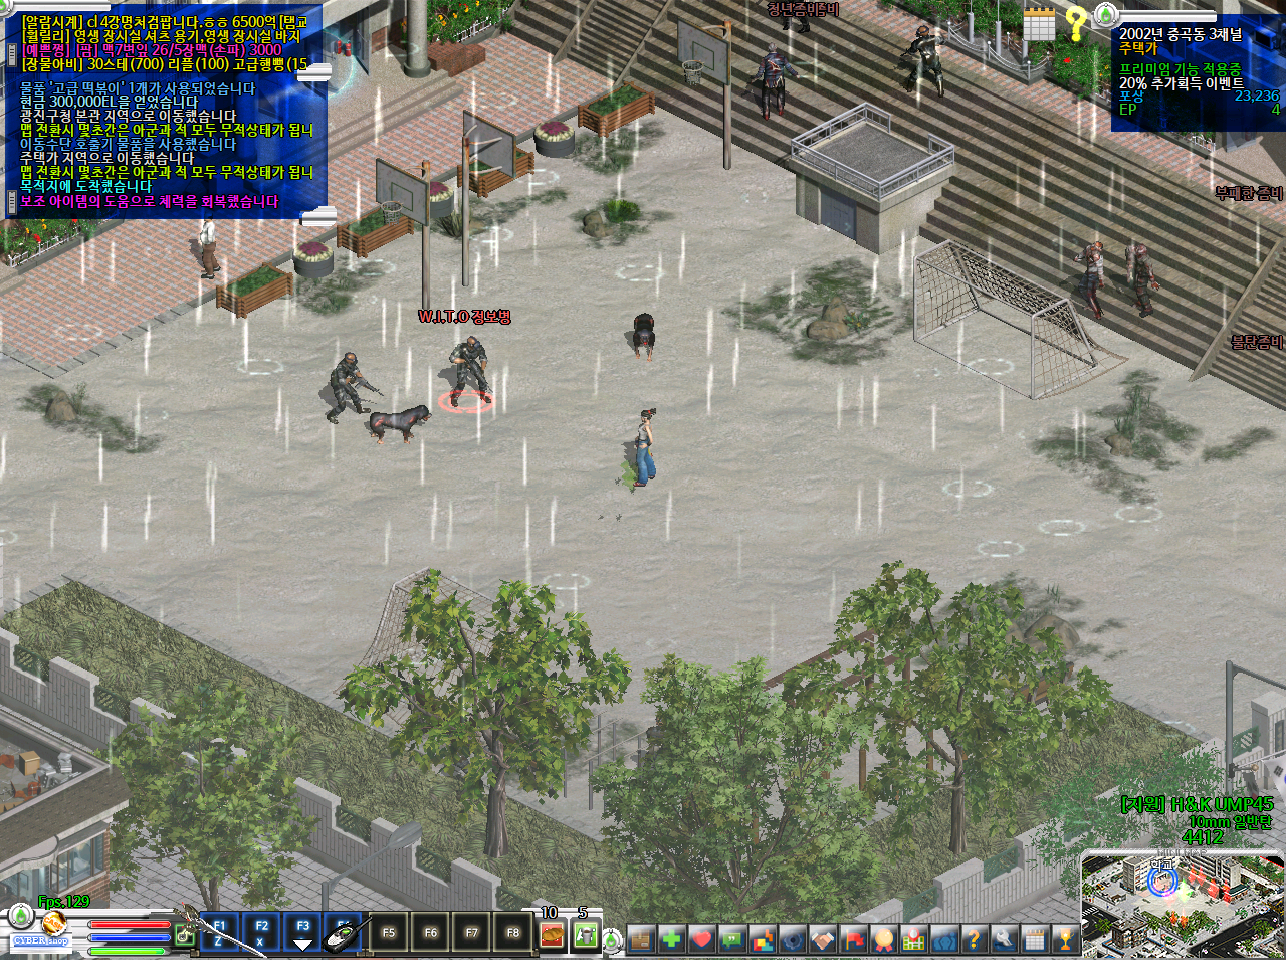 [알람시계] cl 4강명처검팝니다.ㅎㅎ 6500억[택교
[휠릴리] 영생 장시실 셔츠 용기,영생 장시실 바지
[예쁜쩡] [팜] 맥7변잎 26/5장맥(손파) 3000
[장물아비] 30스테(700) 리플(100) 고급행빵(15
물품 '고급 떡볶이' 1개가 사용되었습니다
현금 300,000EL을 얻었습니다
광진구청 본관 지역으로 이동했습니다
맵 전환시 몇초간은 아군과 적 모두 무적상태가 됩니
이동수단 호출기 물품을 사용했습니다
주택가 지역으로 이동했습니다
맵 전환시 몇초간은 아군과 적 모두 무적상태가 됩니
목적지에 도착했습니다
보조 아이템의 도움으로 체력을 회복했습니다
2002년 중곡동 3채널
주택가
프리미엄 기능 적용중
20% 추가획득 이벤트
포상 23,236
EP 4
부패한 좀비
W.I.T.O 정보병
불탄좀비
[지원] H&K UMP45
10mm 일반탄
4412
학교
Fps.129
CYBER shop
F1 F2 F3 F5 F6 F7 F8
Z X
10 5